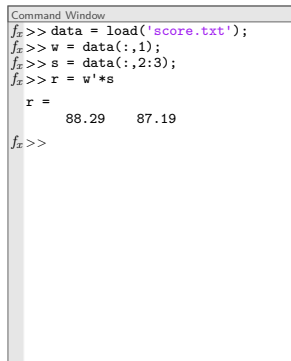 Command Window
fx >> data = load('score.txt');
fx >> w = data(:,1);
fx >> s = data(:,2:3);
fx >> r = w'*s
r =
88.29 87.19
fx >>